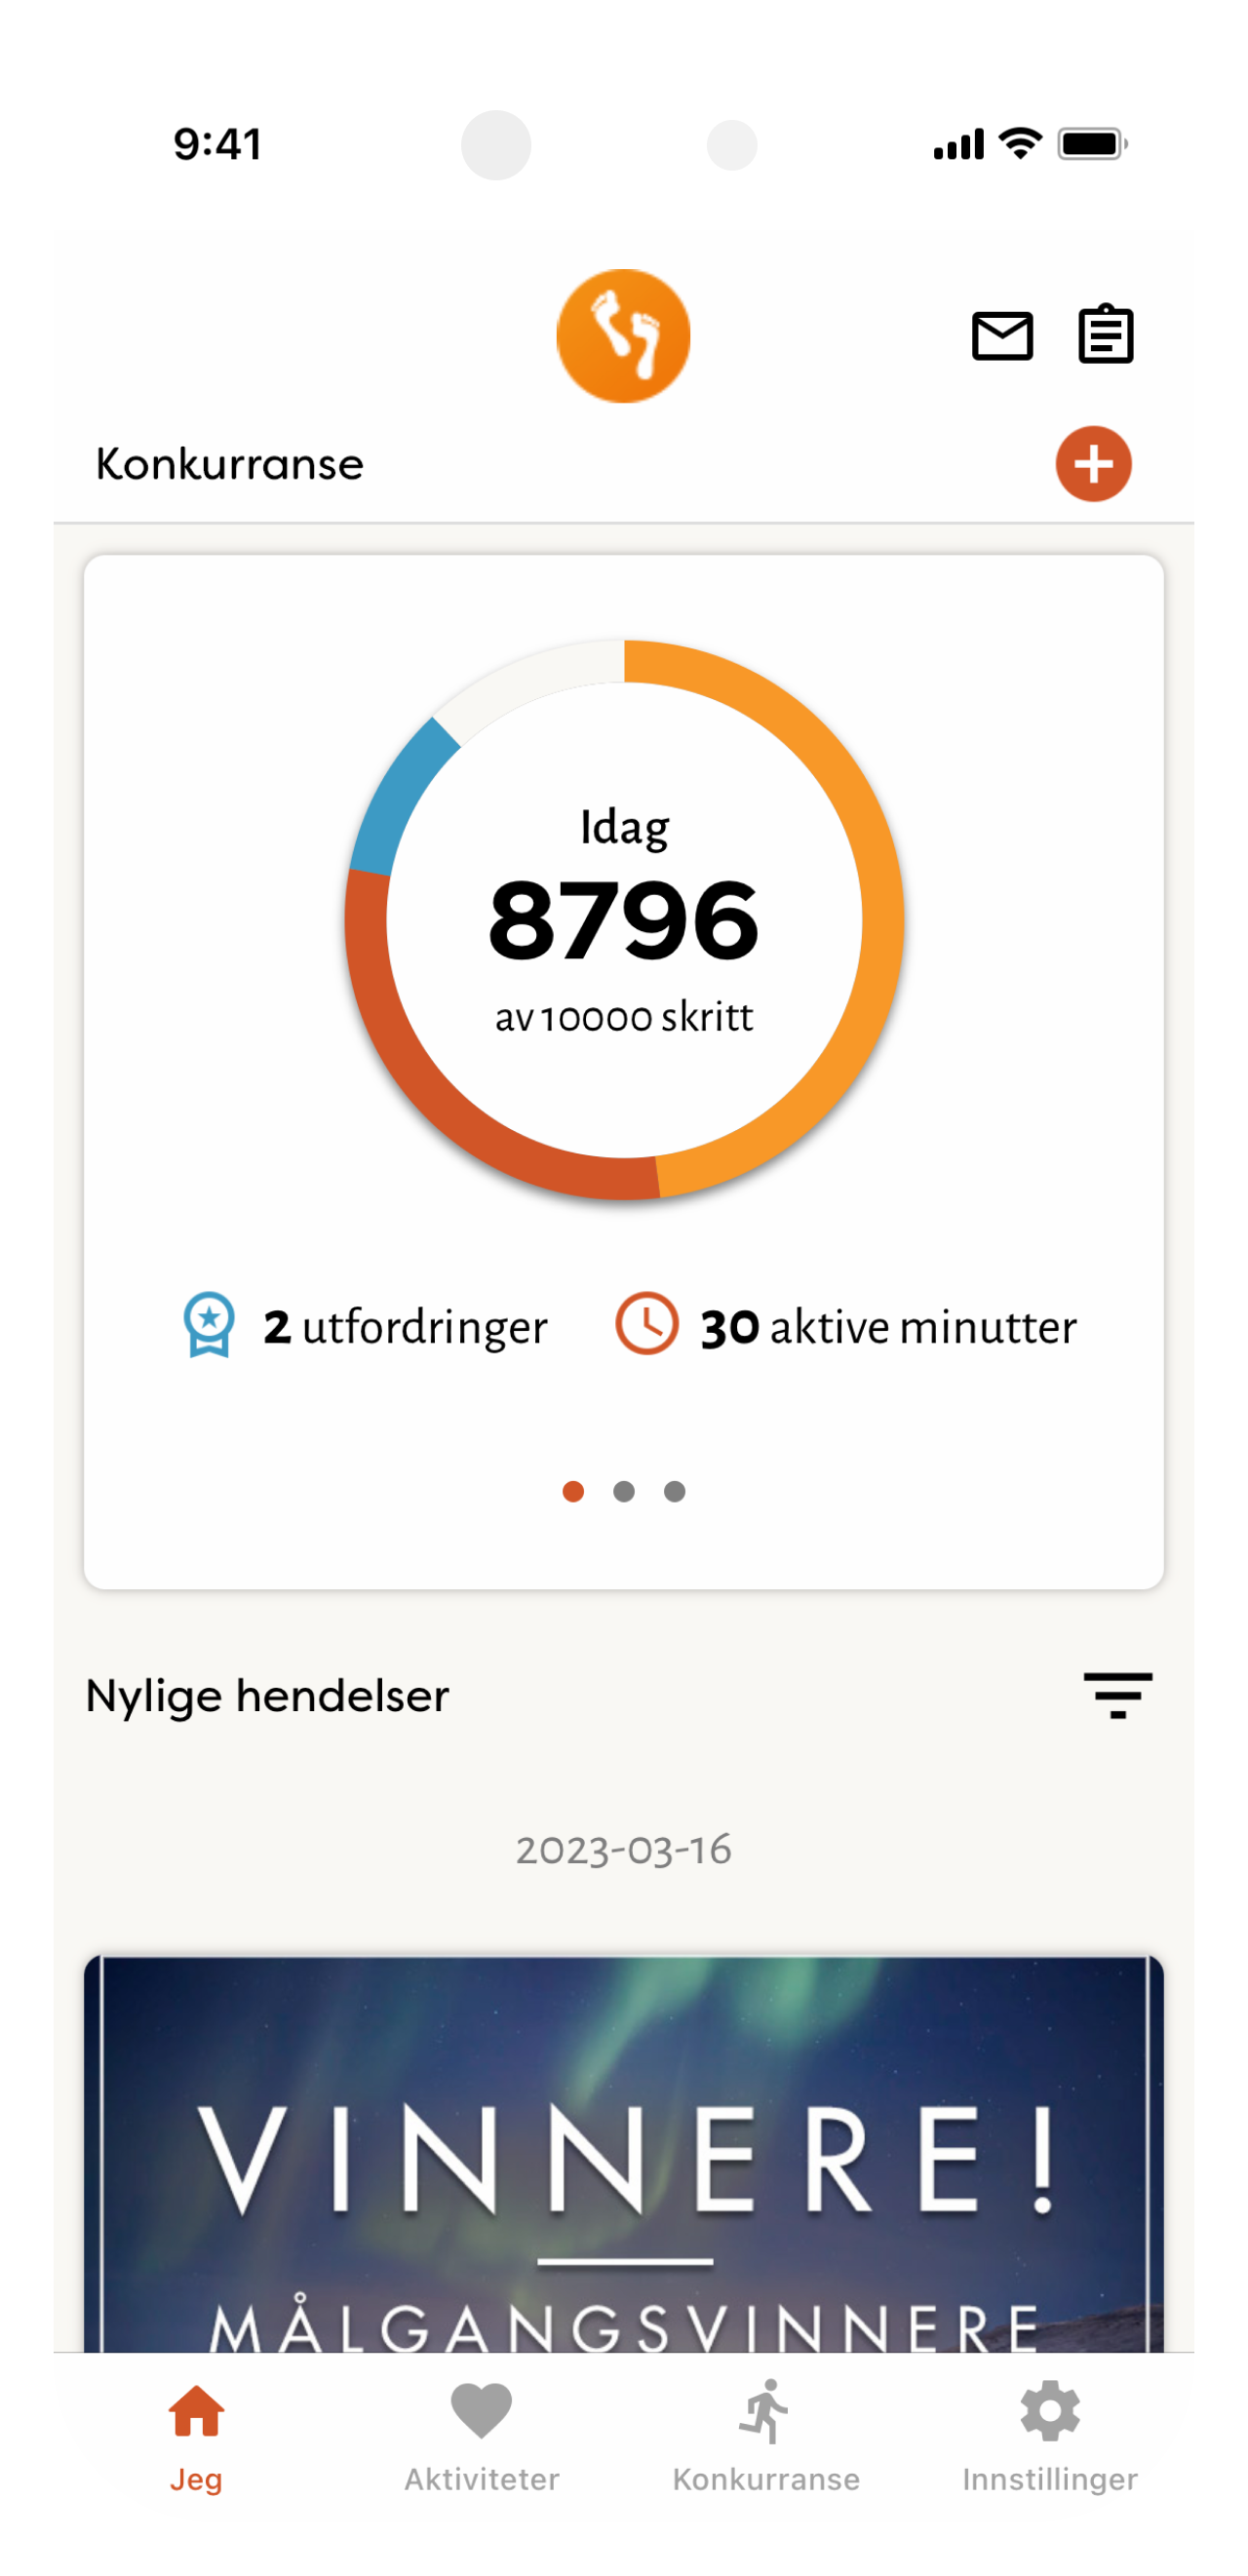 9:41
Konkurranse
Idag
8796
av 10000 skritt
2 utfordringer 30 aktive minutter
Nylige hendelser
2023-03-16
VINNERE!
MÅLGANGSVINNERE
Jeg Aktiviteter Konkurranse Innstillinger